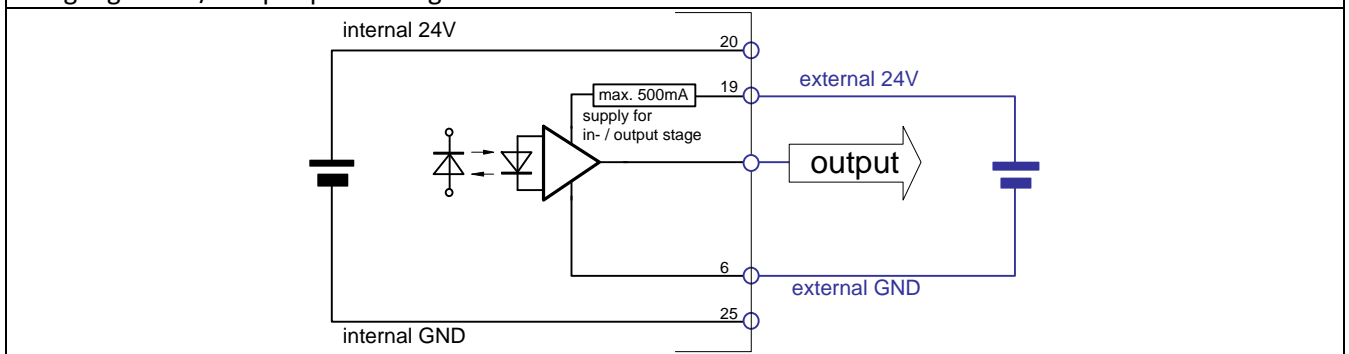 internal 24V
20
19
external 24V
max. 500mA
supply for
in- / output stage
output
6
external GND
25
internal GND